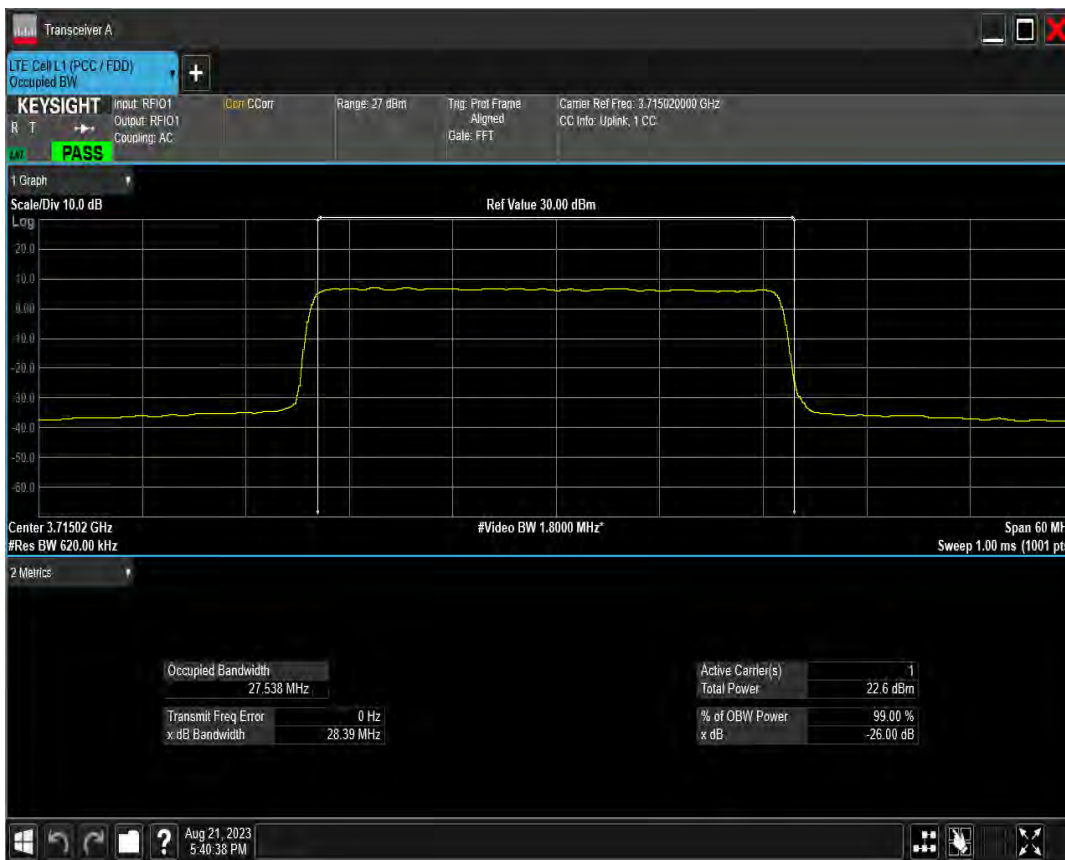 Transceiver A
LTE Cell L1 (PCC / FDD)
Occupied BW
+
KEYSIGHT
R T
PASS
Input: RFIO1
Output: RFIO1
Coupling: AC
Corr CCorr
Range: 27 dBm
Trig: Prot Frame
Aligned
Gate: FFT
Carrier Ref Freq: 3.715020000 GHz
CC Info: Uplink, 1 CC
1 Graph
Scale/Div 10.0 dB
Ref Value 30.00 dBm
Log
20.0
10.0
0.00
-10.0
-20.0
-30.0
-40.0
-50.0
-60.0
Center 3.71502 GHz
#Video BW 1.8000 MHz*
Span 60 MH
#Res BW 620.00 kHz
Sweep 1.00 ms (1001 pts
2 Metrics
Occupied Bandwidth
27.538 MHz
Transmit Freq Error 0 Hz
x dB Bandwidth 28.39 MHz
Active Carrier(s) 1
Total Power 22.6 dBm
% of OBW Power 99.00 %
x dB -26.00 dB
?
Aug 21, 2023
5:40:38 PM